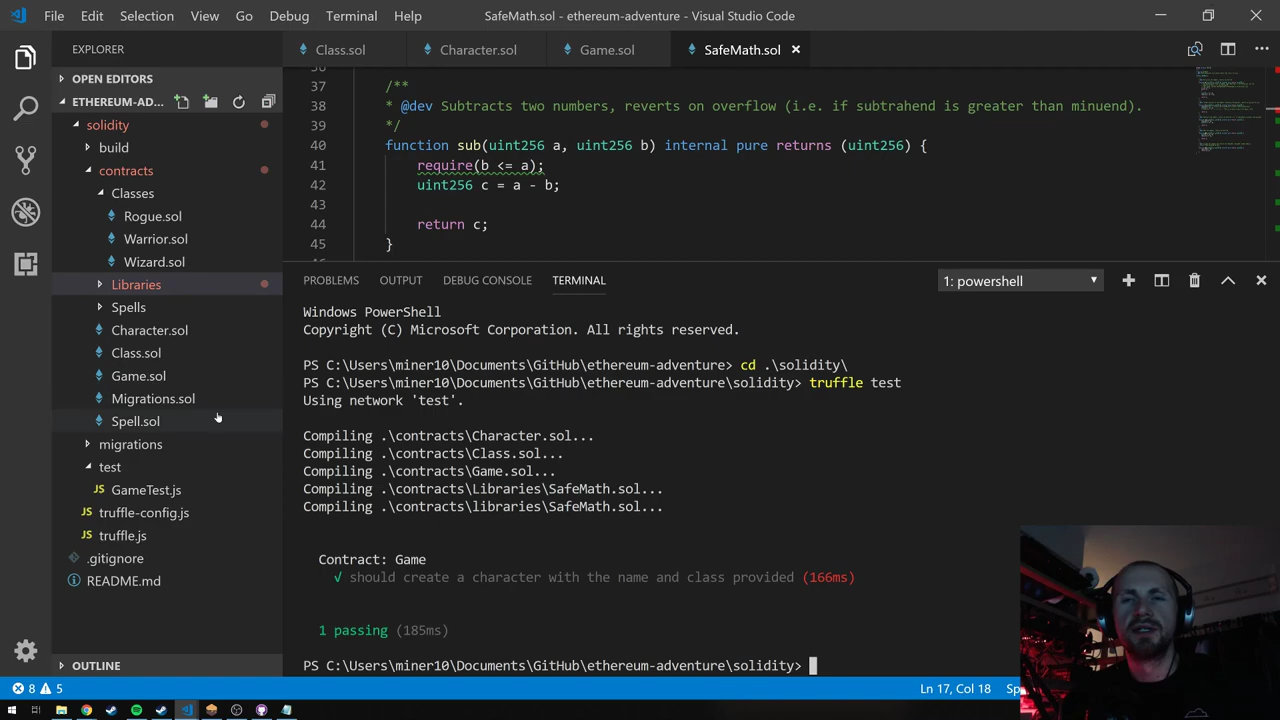 File Edit Selection View Go Debug Terminal Help SafeMath.sol - ethereum-adventure - Visual Studio Code
EXPLORER
Class.sol Character.sol Game.sol SafeMath.sol
OPEN EDITORS
ETHEREUM-AD...
solidity
build
contracts
Classes
Rogue.sol
Warrior.sol
Wizard.sol
Libraries
Spells
Character.sol
Class.sol
Game.sol
Migrations.sol
Spell.sol
migrations
test
JS GameTest.js
JS truffle-config.js
JS truffle.js
.gitignore
README.md
OUTLINE
37 /**
38 * @dev Subtracts two numbers, reverts on overflow (i.e. if subtrahend is greater than minuend).
39 */
40 function sub(uint256 a, uint256 b) internal pure returns (uint256) {
41 require(b <= a);
42 uint256 c = a - b;
43
44 return c;
45 }
PROBLEMS OUTPUT DEBUG CONSOLE TERMINAL 1: powershell
Windows PowerShell
Copyright (C) Microsoft Corporation. All rights reserved.
PS C:\Users\miner10\Documents\GitHub\ethereum-adventure> cd .\solidity\
PS C:\Users\miner10\Documents\GitHub\ethereum-adventure\solidity> truffle test
Using network 'test'.
Compiling .\contracts\Character.sol...
Compiling .\contracts\Class.sol...
Compiling .\contracts\Game.sol...
Compiling .\contracts\Libraries\SafeMath.sol...
Compiling .\contracts\libraries\SafeMath.sol...
Contract: Game
√ should create a character with the name and class provided (166ms)
1 passing (185ms)
PS C:\Users\miner10\Documents\GitHub\ethereum-adventure\solidity>
8 5 Ln 17, Col 18